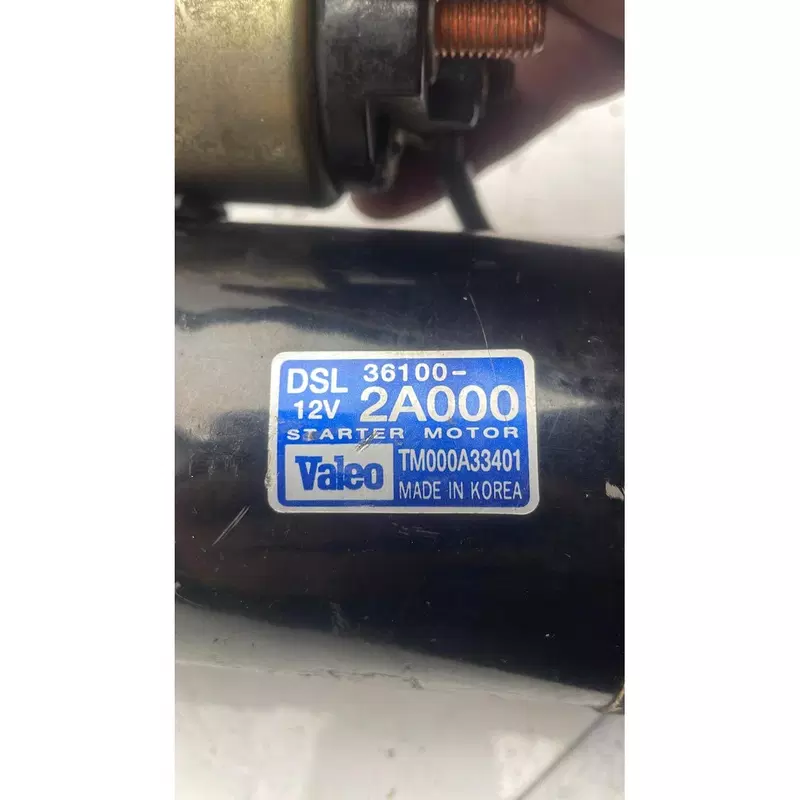 DSL 36100-
12V 2A000
STARTER MOTOR
Valeo TM000A33401
MADE IN KOREA